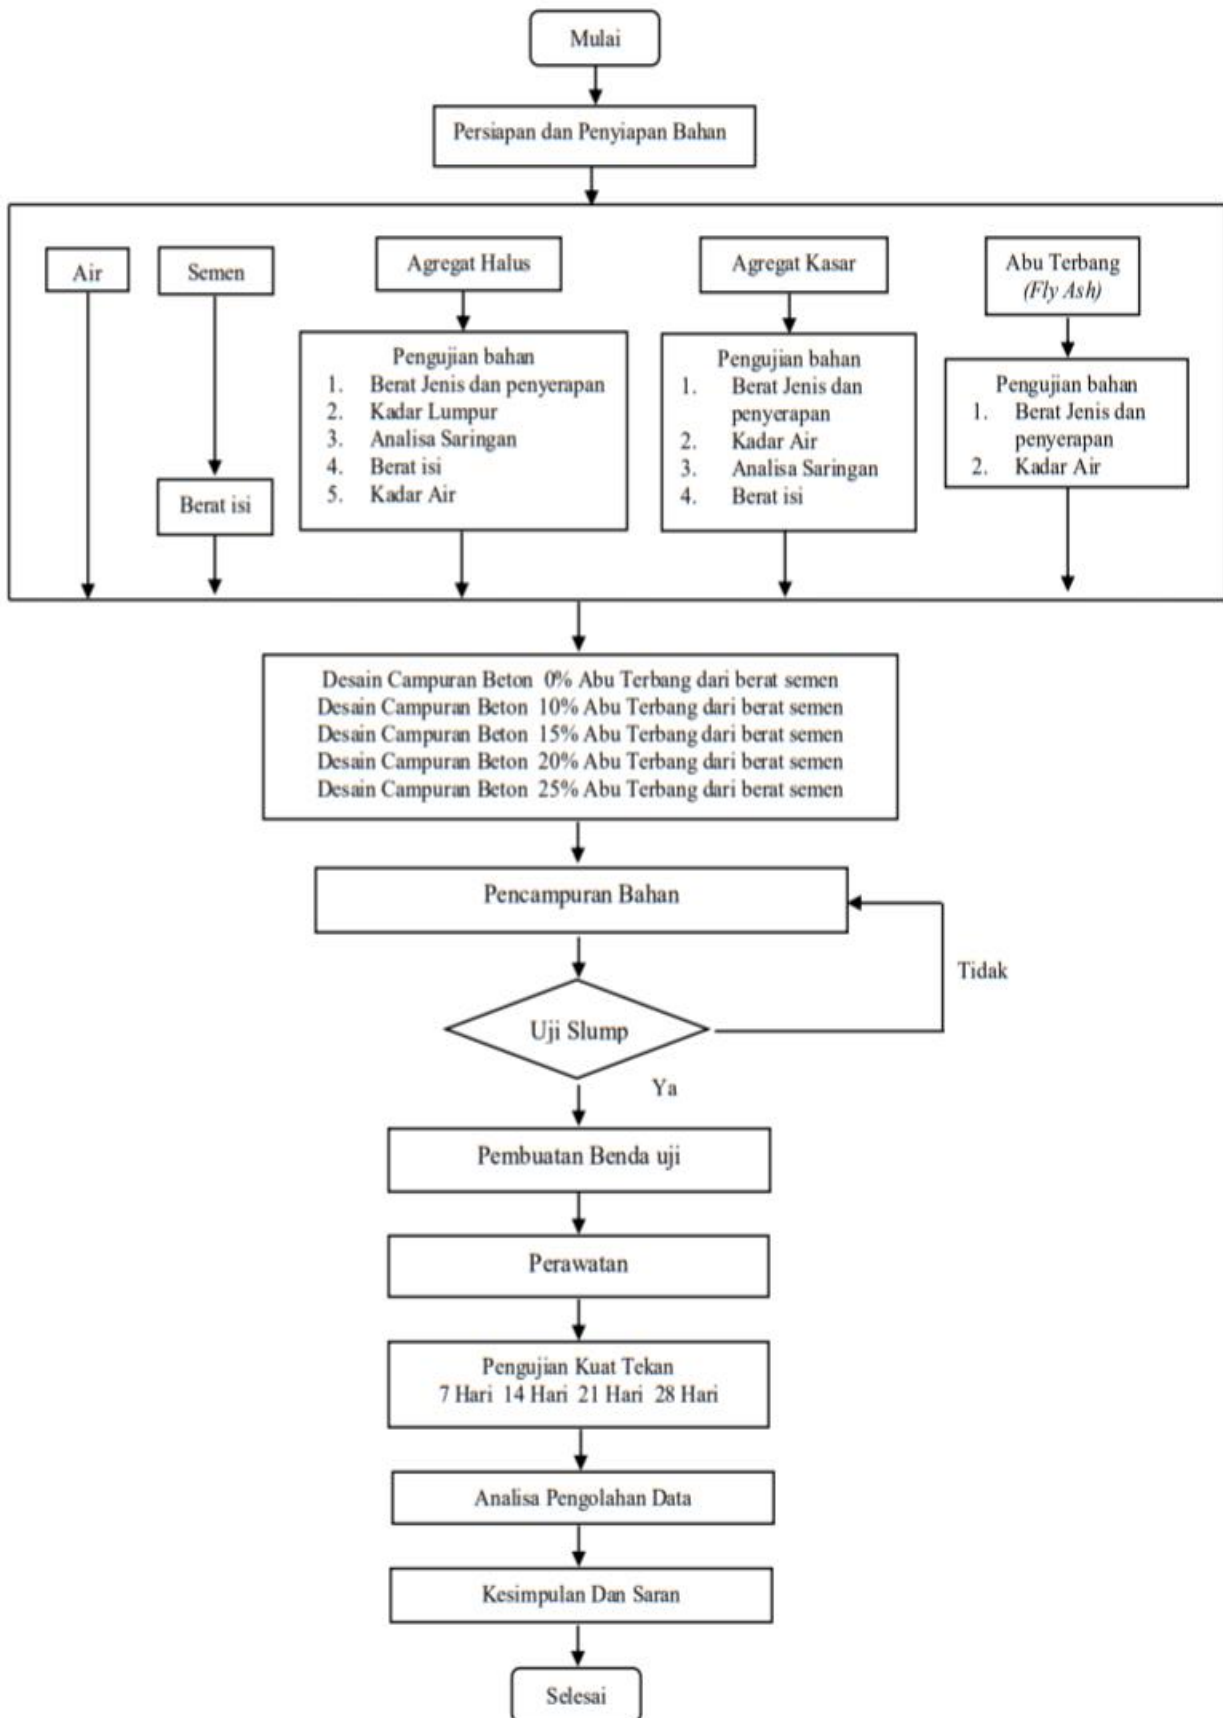 Mulai
Persiapan dan Penyiapan Bahan
Air
Semen
Berat isi
Agregat Halus
Pengujian bahan
1. Berat Jenis dan penyerapan
2. Kadar Lumpur
3. Analisa Saringan
4. Berat isi
5. Kadar Air
Agregat Kasar
Pengujian bahan
1. Berat Jenis dan
penyerapan
2. Kadar Air
3. Analisa Saringan
4. Berat isi
Abu Terbang
(Fly Ash)
Pengujian bahan
1. Berat Jenis dan
penyerapan
2. Kadar Air
Desain Campuran Beton 0% Abu Terbang dari berat semen
Desain Campuran Beton 10% Abu Terbang dari berat semen
Desain Campuran Beton 15% Abu Terbang dari berat semen
Desain Campuran Beton 20% Abu Terbang dari berat semen
Desain Campuran Beton 25% Abu Terbang dari berat semen
Pencampuran Bahan
Tidak
Uji Slump
Ya
Pembuatan Benda uji
Perawatan
Pengujian Kuat Tekan
7 Hari 14 Hari 21 Hari 28 Hari
Analisa Pengolahan Data
Kesimpulan Dan Saran
Selesai